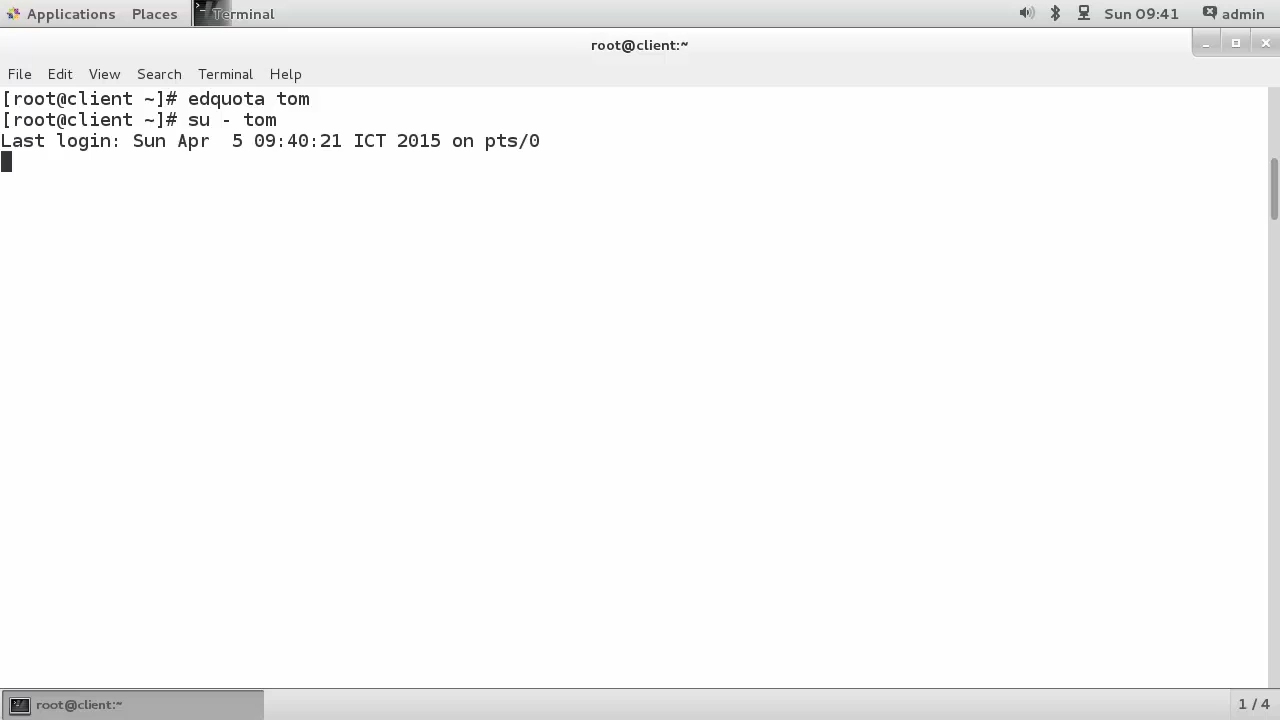 Applications Places Terminal Sun 09:41 admin
root@client:~
File Edit View Search Terminal Help
[root@client ~]# edquota tom
[root@client ~]# su - tom
Last login: Sun Apr  5 09:40:21 ICT 2015 on pts/0
root@client:~ 1 / 4